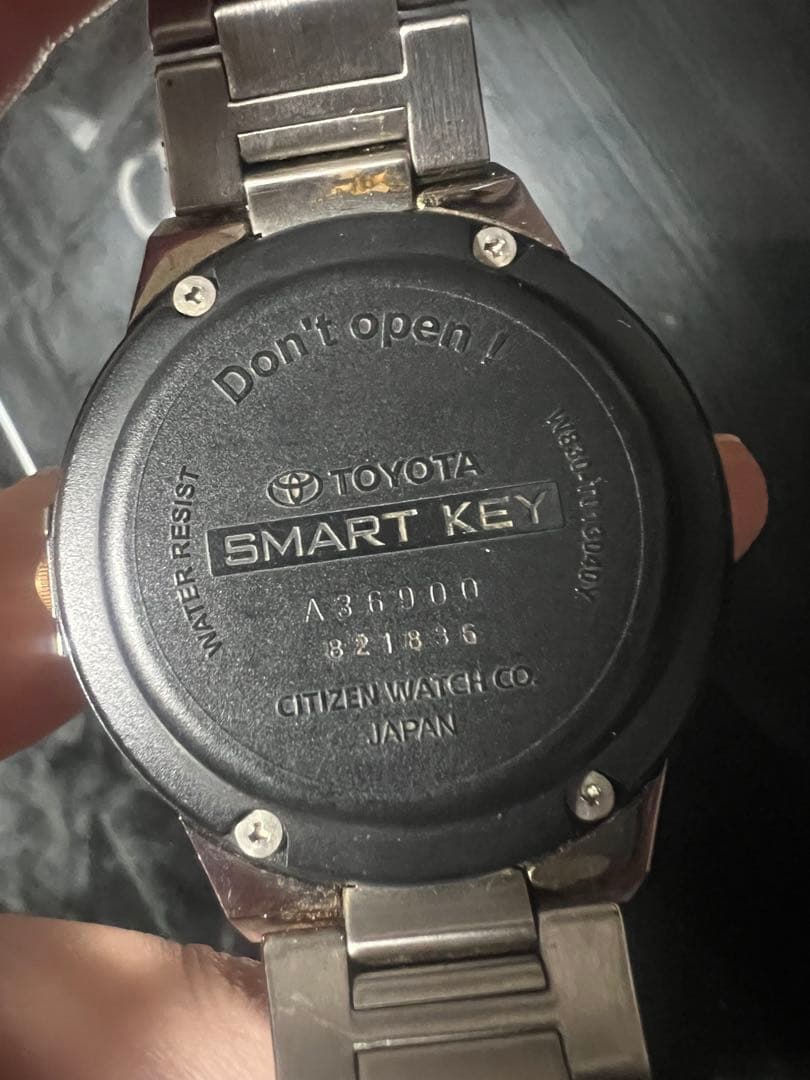 Don't open !
WATER RESIST
TOYOTA
SMART KEY
A36900
821836
CITIZEN WATCH CO.
JAPAN